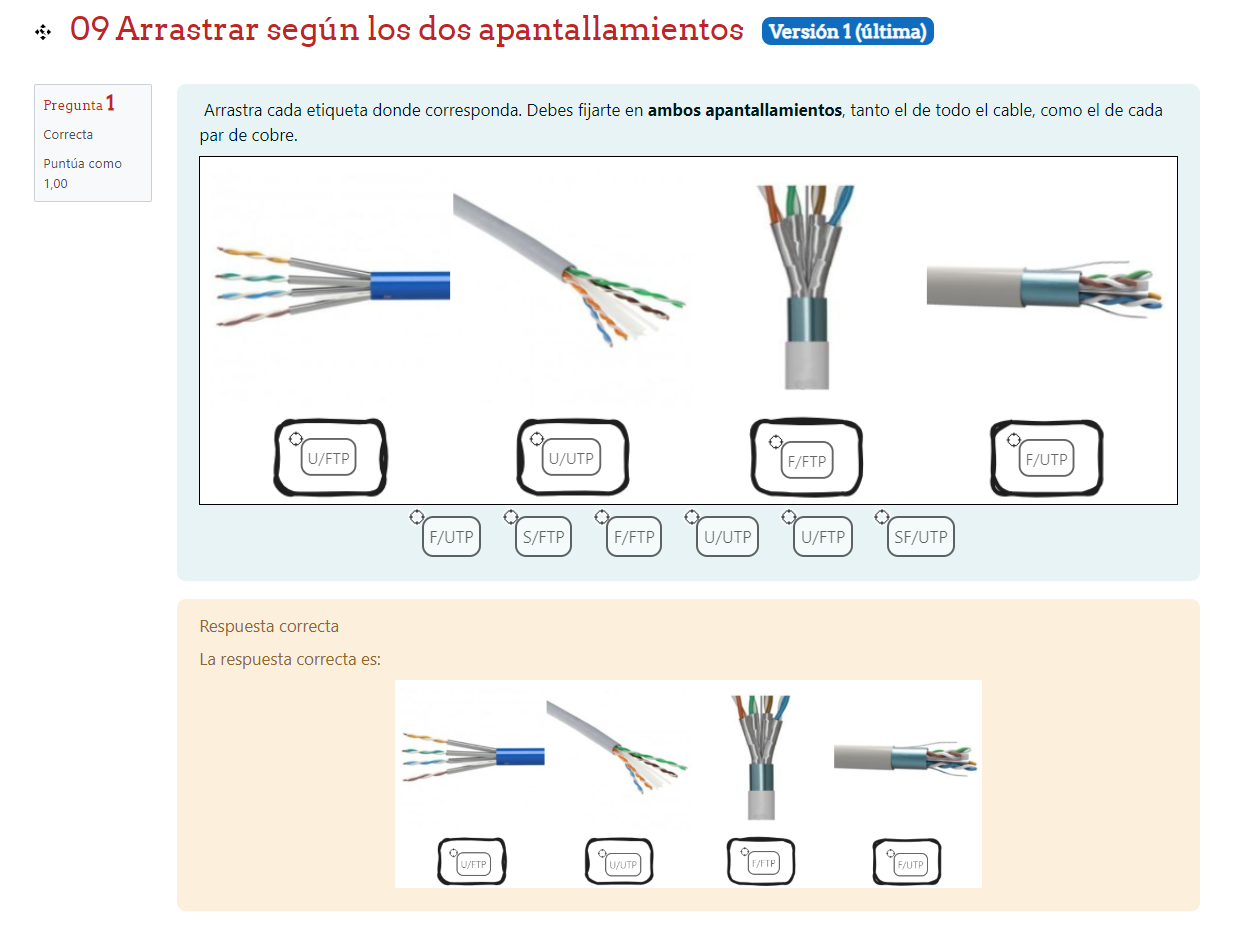 09 Arrastrar según los dos apantallamientos Versión 1 (última)
Pregunta 1
Correcta
Puntúa como
1,00
Arrastra cada etiqueta donde corresponda. Debes fijarte en ambos apantallamientos, tanto el de todo el cable, como el de cada
par de cobre.
U/FTP U/UTP F/FTP F/UTP
F/UTP S/FTP F/FTP U/UTP U/FTP SF/UTP
Respuesta correcta
La respuesta correcta es:
U/FTP U/UTP F/FTP F/UTP